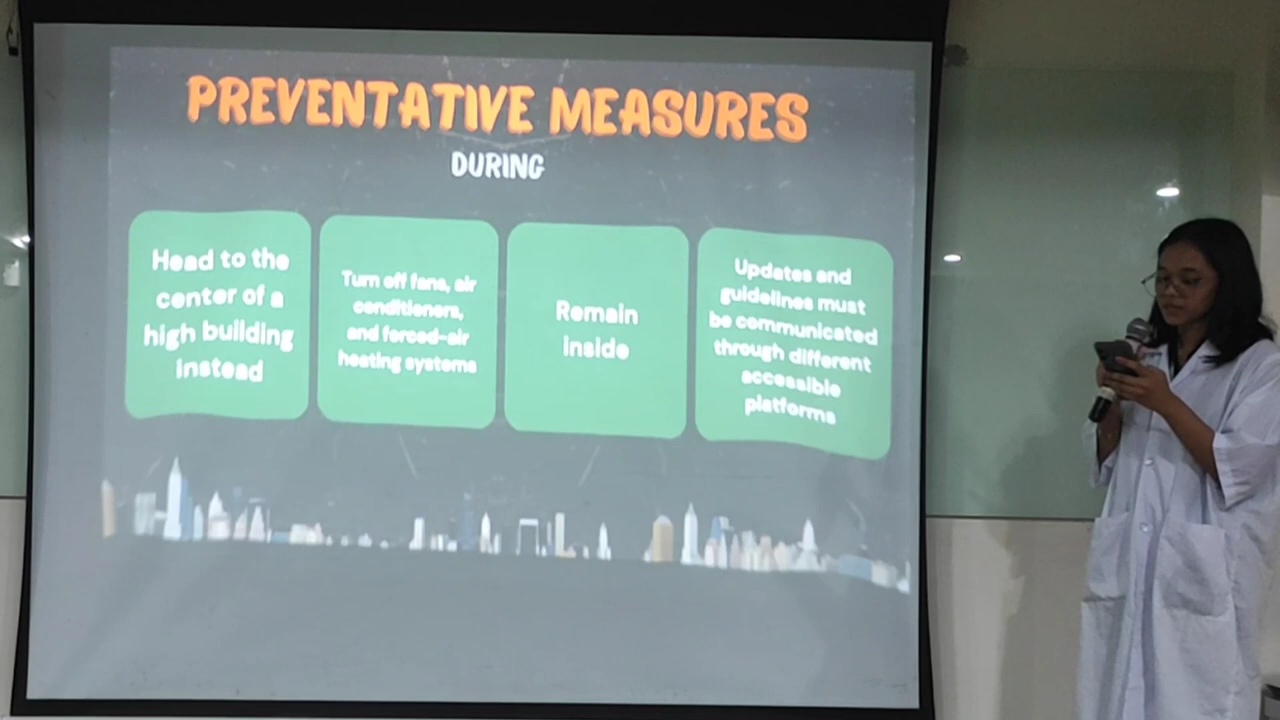 PREVENTATIVE MEASURES
DURING
Head to the
center of a
high building
instead
Turn off fans, air
conditioners,
and forced-air
heating systems
Remain
inside
Updates and
guidelines must
be communicated
through different
accessible
platforms